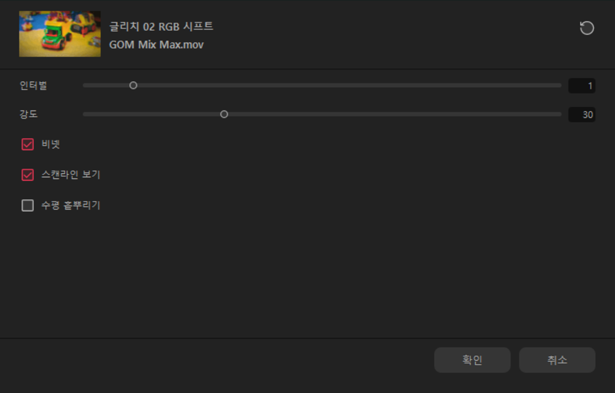 글리치 02 RGB 시프트
GOM Mix Max.mov
인터벌 1
강도 30
비넷
스캔라인 보기
수평 흩뿌리기
확인 취소